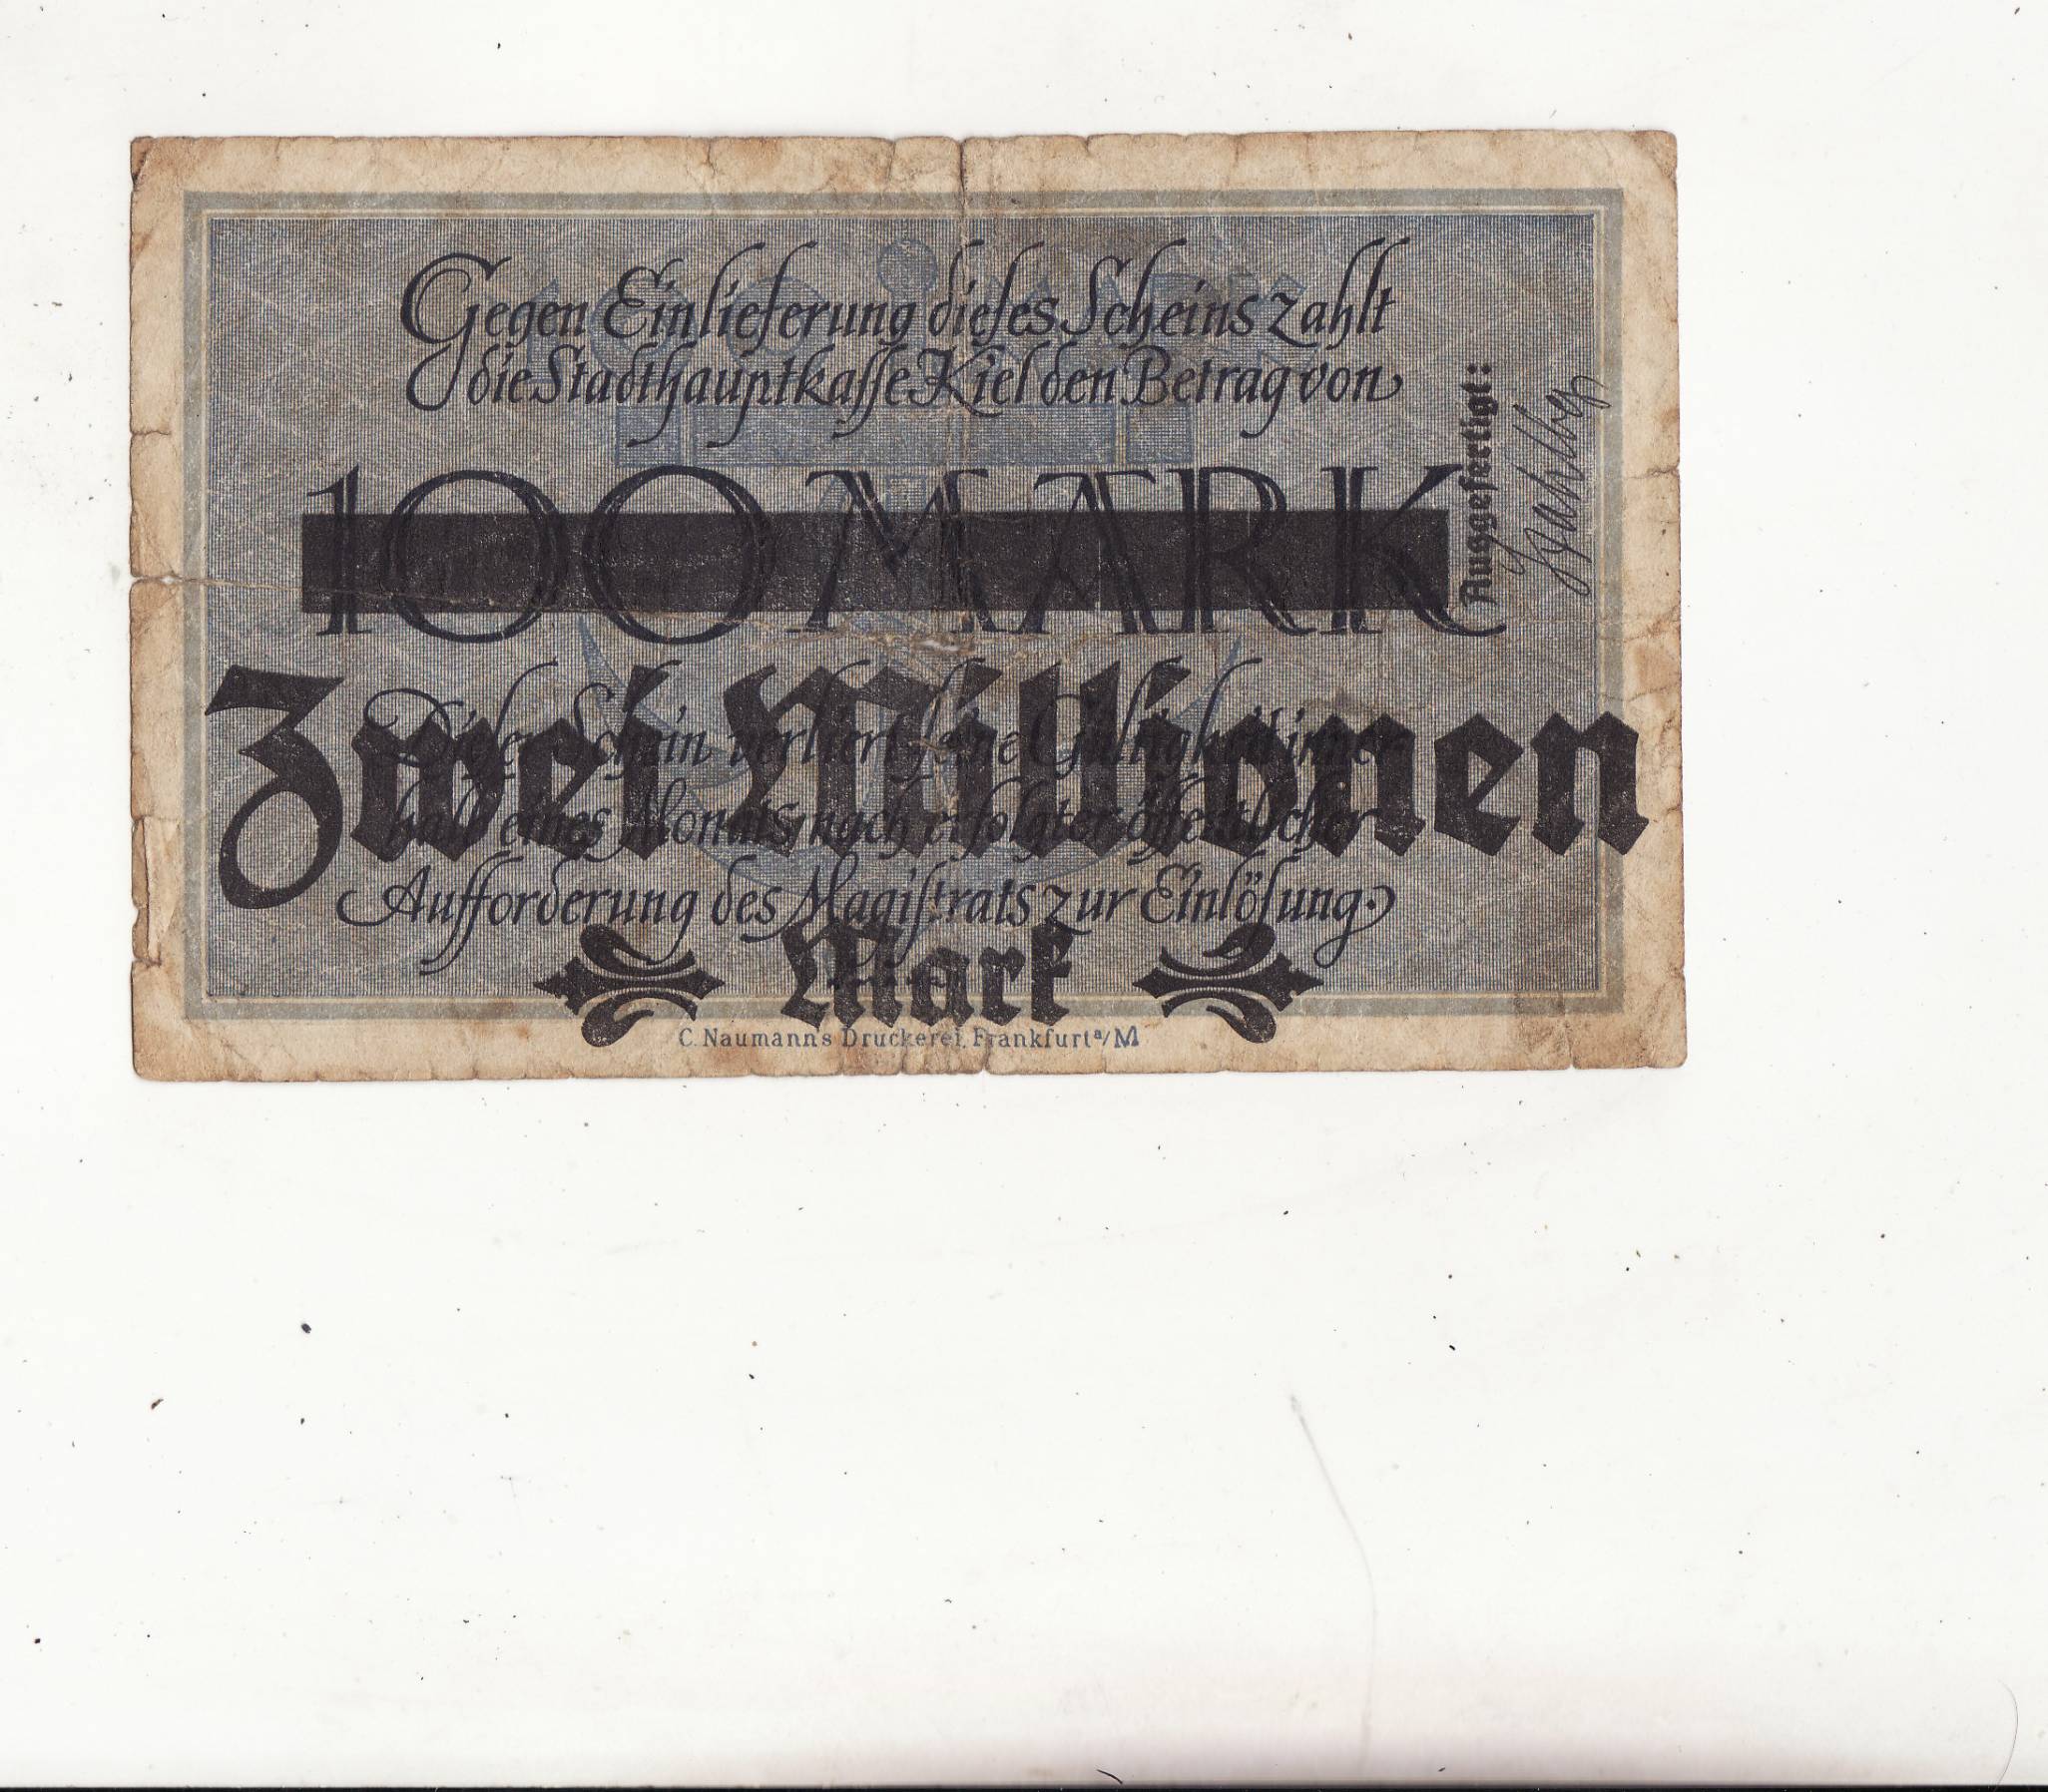 Gegen Einlieferung dieſes Scheins zahlt
die Stadthauptkaſſe Kiel den Betrag von
100 MARK
Zwei Millionen
Dieſer Schein verliert ſeine Gültigkeit inner-
halb eines Monats nach erfolgter öffentlicher
Aufforderung des Magiſtrats zur Einlöſung.
Mark
C. Naumann's Druckerei, Frankfurt a/M
Ausgefertigt: